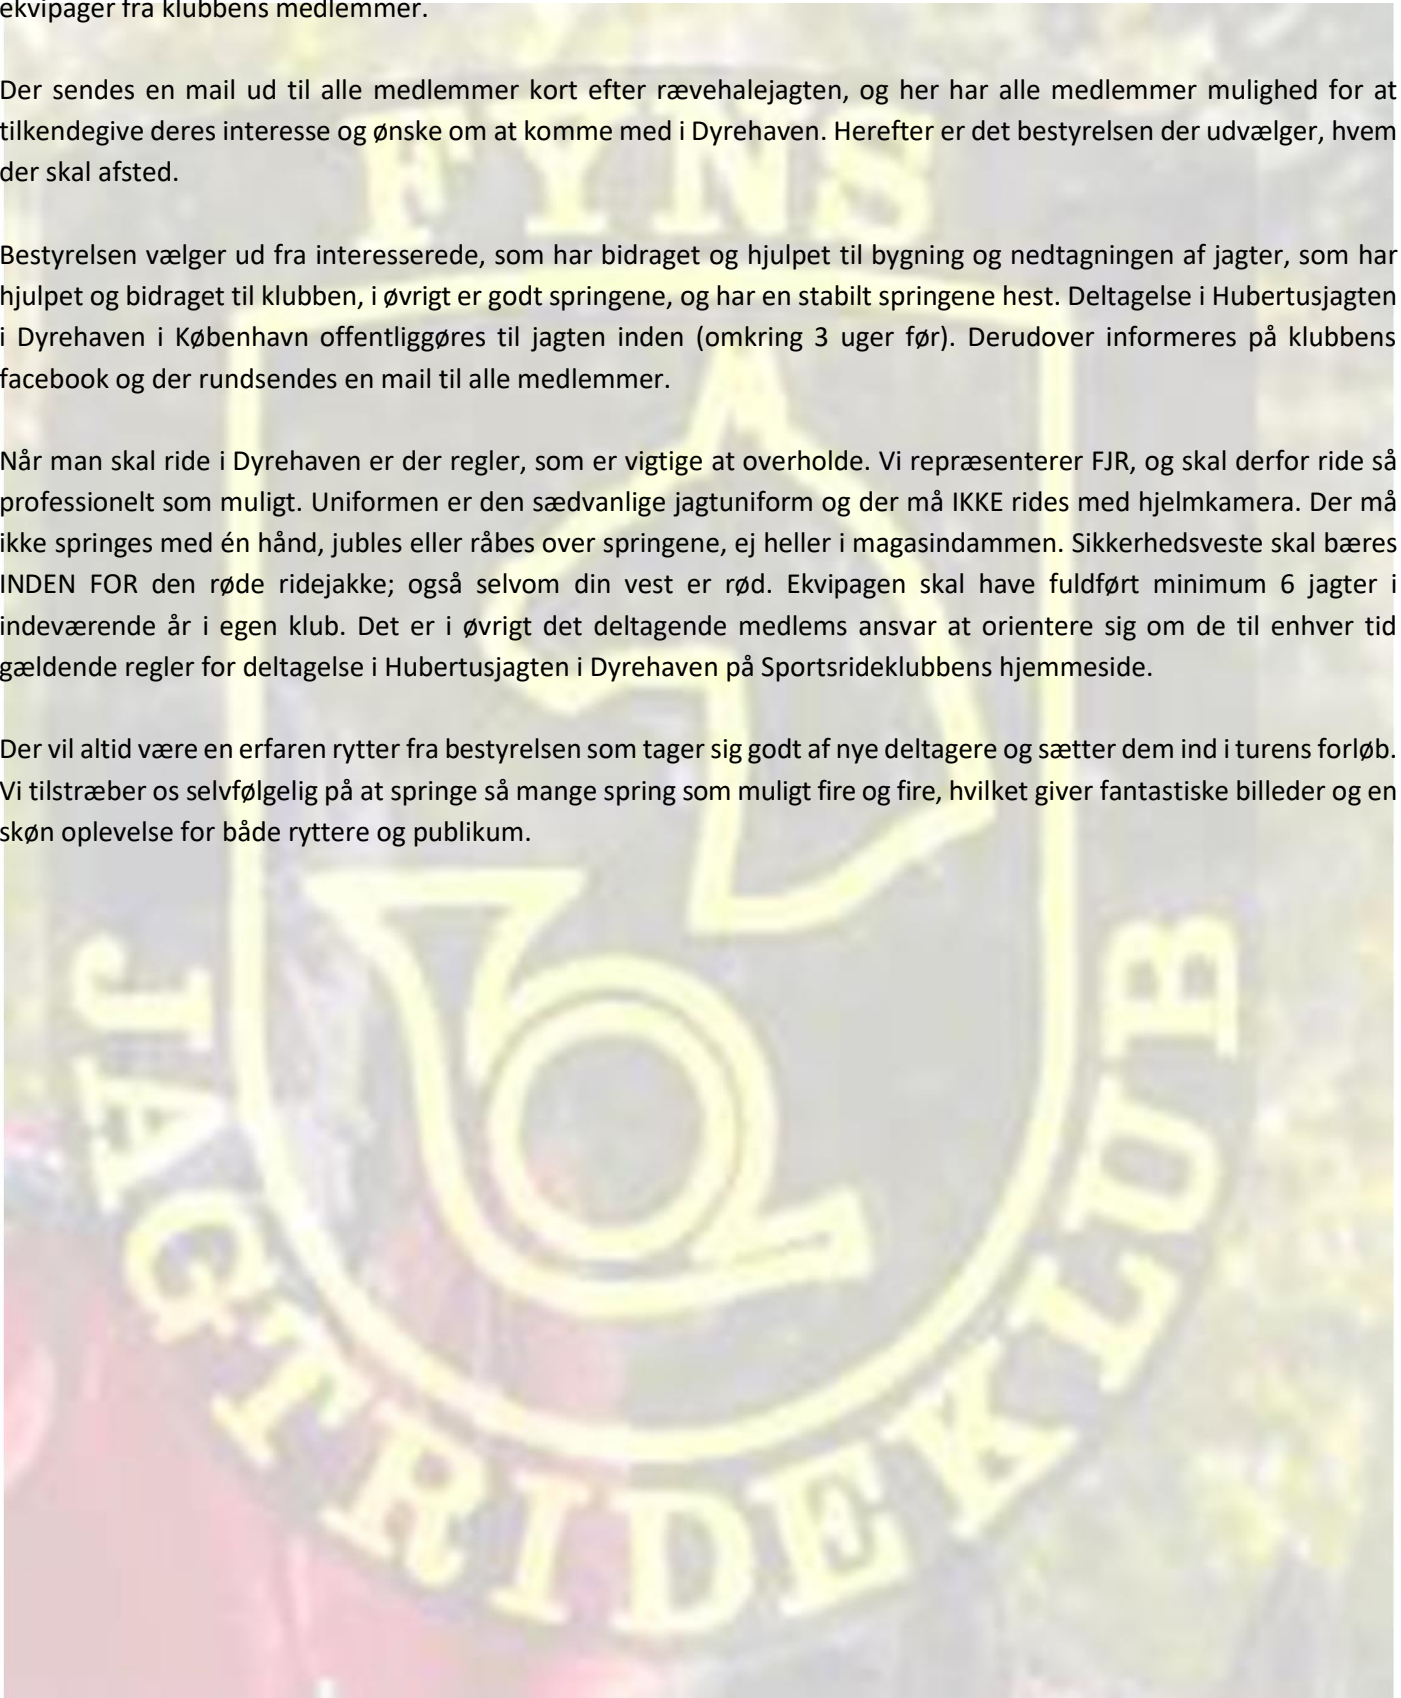 ekvipager fra klubbens medlemmer.
Der sendes en mail ud til alle medlemmer kort efter rævehalejagten, og her har alle medlemmer mulighed for at
tilkendegive deres interesse og ønske om at komme med i Dyrehaven. Herefter er det bestyrelsen der udvælger, hvem
der skal afsted.
Bestyrelsen vælger ud fra interesserede, som har bidraget og hjulpet til bygning og nedtagningen af jagter, som har
hjulpet og bidraget til klubben, i øvrigt er godt springene, og har en stabilt springene hest. Deltagelse i Hubertusjagten
i Dyrehaven i København offentliggøres til jagten inden (omkring 3 uger før). Derudover informeres på klubbens
facebook og der rundsendes en mail til alle medlemmer.
Når man skal ride i Dyrehaven er der regler, som er vigtige at overholde. Vi repræsenterer FJR, og skal derfor ride så
professionelt som muligt. Uniformen er den sædvanlige jagtuniform og der må IKKE rides med hjelmkamera. Der må
ikke springes med én hånd, jubles eller råbes over springene, ej heller i magasindammen. Sikkerhedsveste skal bæres
INDEN FOR den røde ridejakke; også selvom din vest er rød. Ekvipagen skal have fuldført minimum 6 jagter i
indeværende år i egen klub. Det er i øvrigt det deltagende medlems ansvar at orientere sig om de til enhver tid
gældende regler for deltagelse i Hubertusjagten i Dyrehaven på Sportsrideklubbens hjemmeside.
Der vil altid være en erfaren rytter fra bestyrelsen som tager sig godt af nye deltagere og sætter dem ind i turens forløb.
Vi tilstræber os selvfølgelig på at springe så mange spring som muligt fire og fire, hvilket giver fantastiske billeder og en
skøn oplevelse for både ryttere og publikum.
FYNS
JAGTRIDEKLUB